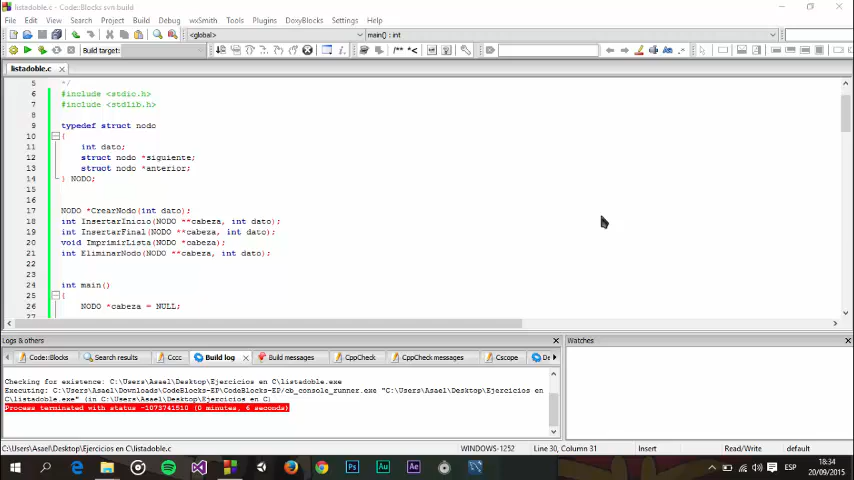 listadoble.c - Code::Blocks svn build
File Edit View Search Project Build Debug wxSmith Tools Plugins DoxyBlocks Settings Help
<global>
main() : int
Build target:
/** *<
listadoble.c
5 */
6 #include <stdio.h>
7 #include <stdlib.h>
8
9 typedef struct nodo
10 {
11 int dato;
12 struct nodo *siguiente;
13 struct nodo *anterior;
14 } NODO;
15
16
17 NODO *CrearNodo(int dato);
18 int InsertarInicio(NODO **cabeza, int dato);
19 int InsertarFinal(NODO **cabeza, int dato);
20 void ImprimirLista(NODO *cabeza);
21 int EliminarNodo(NODO **cabeza, int dato);
22
23
24 int main()
25 {
26 NODO *cabeza = NULL;
27
Logs & others
Watches
Code::Blocks Search results Cccc Build log Build messages CppCheck CppCheck messages Cscope De
Checking for existence: C:\Users\Asael\Desktop\Ejercicios en C\listadoble.exe
Executing: C:\Users\Asael\Downloads\CodeBlocks-EP\CodeBlocks-EP/cb_console_runner.exe "C:\Users\Asael\Desktop\Ejercicios en
C\listadoble.exe" (in C:\Users\Asael\Desktop\Ejercicios en C)
Process terminated with status -1073741510 (0 minutes, 6 seconds)
C:\Users\Asael\Desktop\Ejercicios en C\listadoble.c
WINDOWS-1252
Line 30, Column 31
Insert
Read/Write
default
Ps
Au
Ae
ESP
18:34
20/09/2015